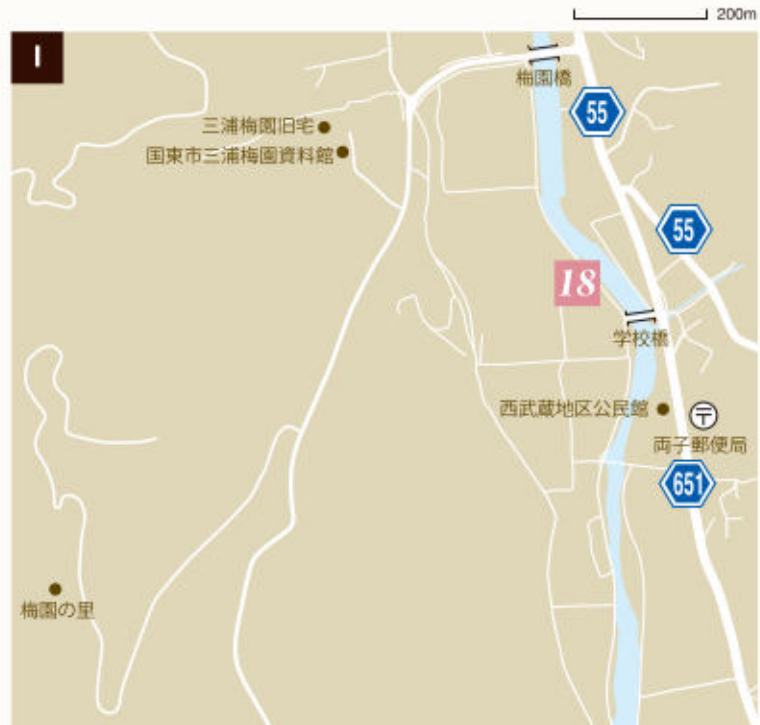 200m
I
梅園橋
55
三浦梅園旧宅
国東市三浦梅園資料館
55
18
学校橋
西武蔵地区公民館
両子郵便局
651
梅園の里